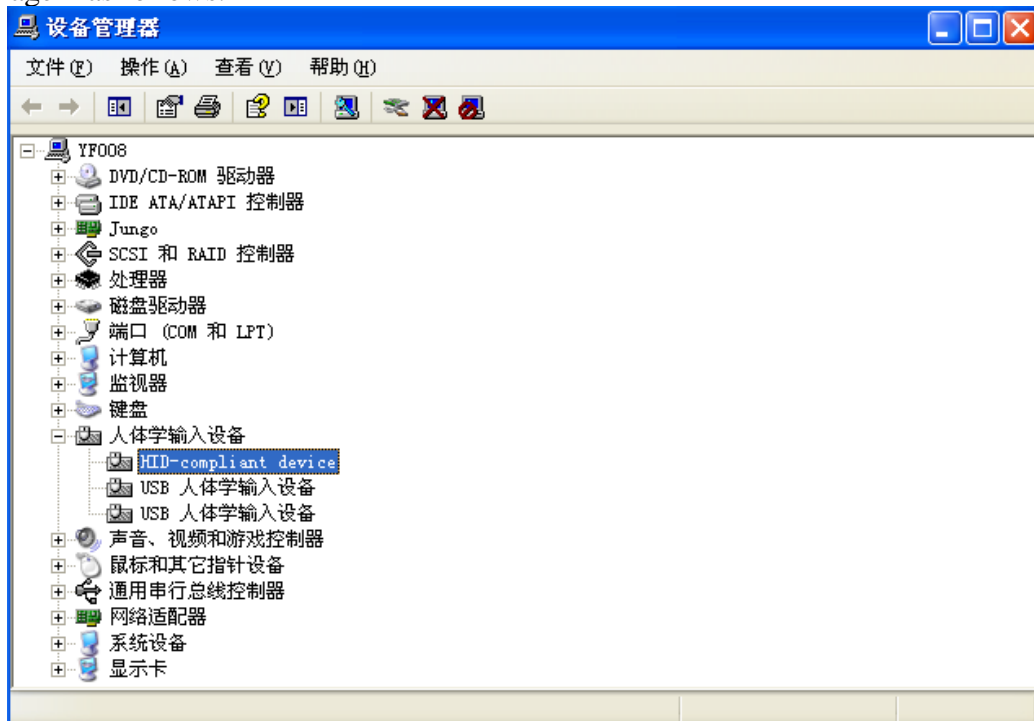 设备管理器
文件(F) 操作(A) 查看(V) 帮助(H)
YF008
DVD/CD-ROM 驱动器
IDE ATA/ATAPI 控制器
Jungo
SCSI 和 RAID 控制器
处理器
磁盘驱动器
端口 (COM 和 LPT)
计算机
监视器
键盘
人体学输入设备
HID-compliant device
USB 人体学输入设备
USB 人体学输入设备
声音、视频和游戏控制器
鼠标和其它指针设备
通用串行总线控制器
网络适配器
系统设备
显示卡